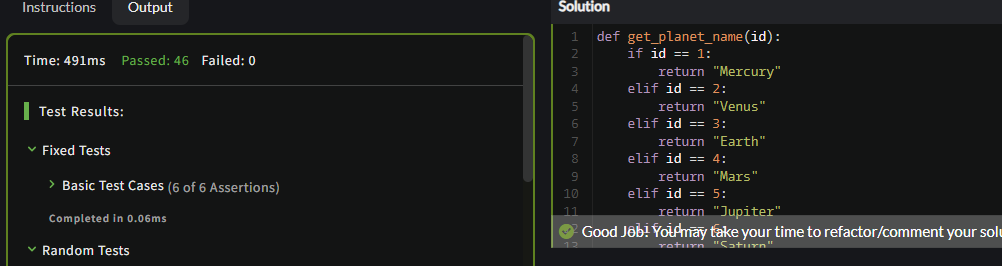 Instructions Output
Time: 491ms Passed: 46 Failed: 0
Test Results:
Fixed Tests
Basic Test Cases (6 of 6 Assertions)
Completed in 0.06ms
Random Tests
Solution
1 def get_planet_name(id):
2 if id == 1:
3 return "Mercury"
4 elif id == 2:
5 return "Venus"
6 elif id == 3:
7 return "Earth"
8 elif id == 4:
9 return "Mars"
10 elif id == 5:
11 return "Jupiter"
12 elif id == 6:
Good Job! You may take your time to refactor/comment your solu
13 return "Saturn"